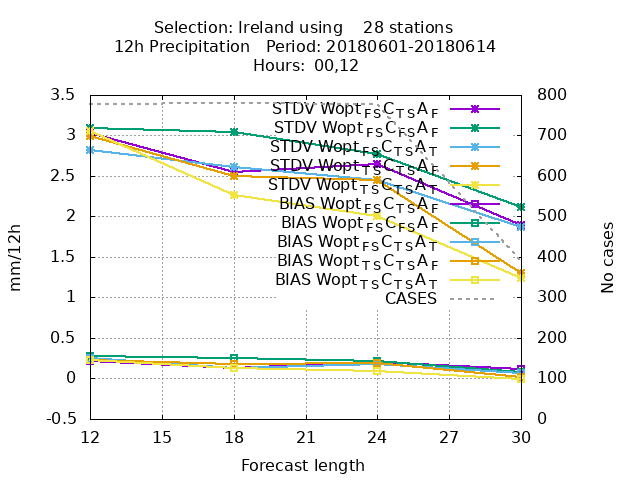 Selection: Ireland using    28 stations
12h Precipitation   Period: 20180601-20180614
Hours:  00,12
3.5
3
2.5
2
1.5
1
0.5
0
-0.5
mm/12h
800
700
600
500
400
300
200
100
0
No cases
STDV Wopt_FS C_TS A_F
STDV Wopt_FS C_FS A_F
STDV Wopt_FS C_TS A_T
STDV Wopt_TS C_TS A_F
STDV Wopt_TS C_TS A_T
BIAS Wopt_FS C_TS A_F
BIAS Wopt_FS C_FS A_F
BIAS Wopt_FS C_TS A_T
BIAS Wopt_TS C_TS A_F
BIAS Wopt_TS C_TS A_T
CASES
12 15 18 21 24 27 30
Forecast length